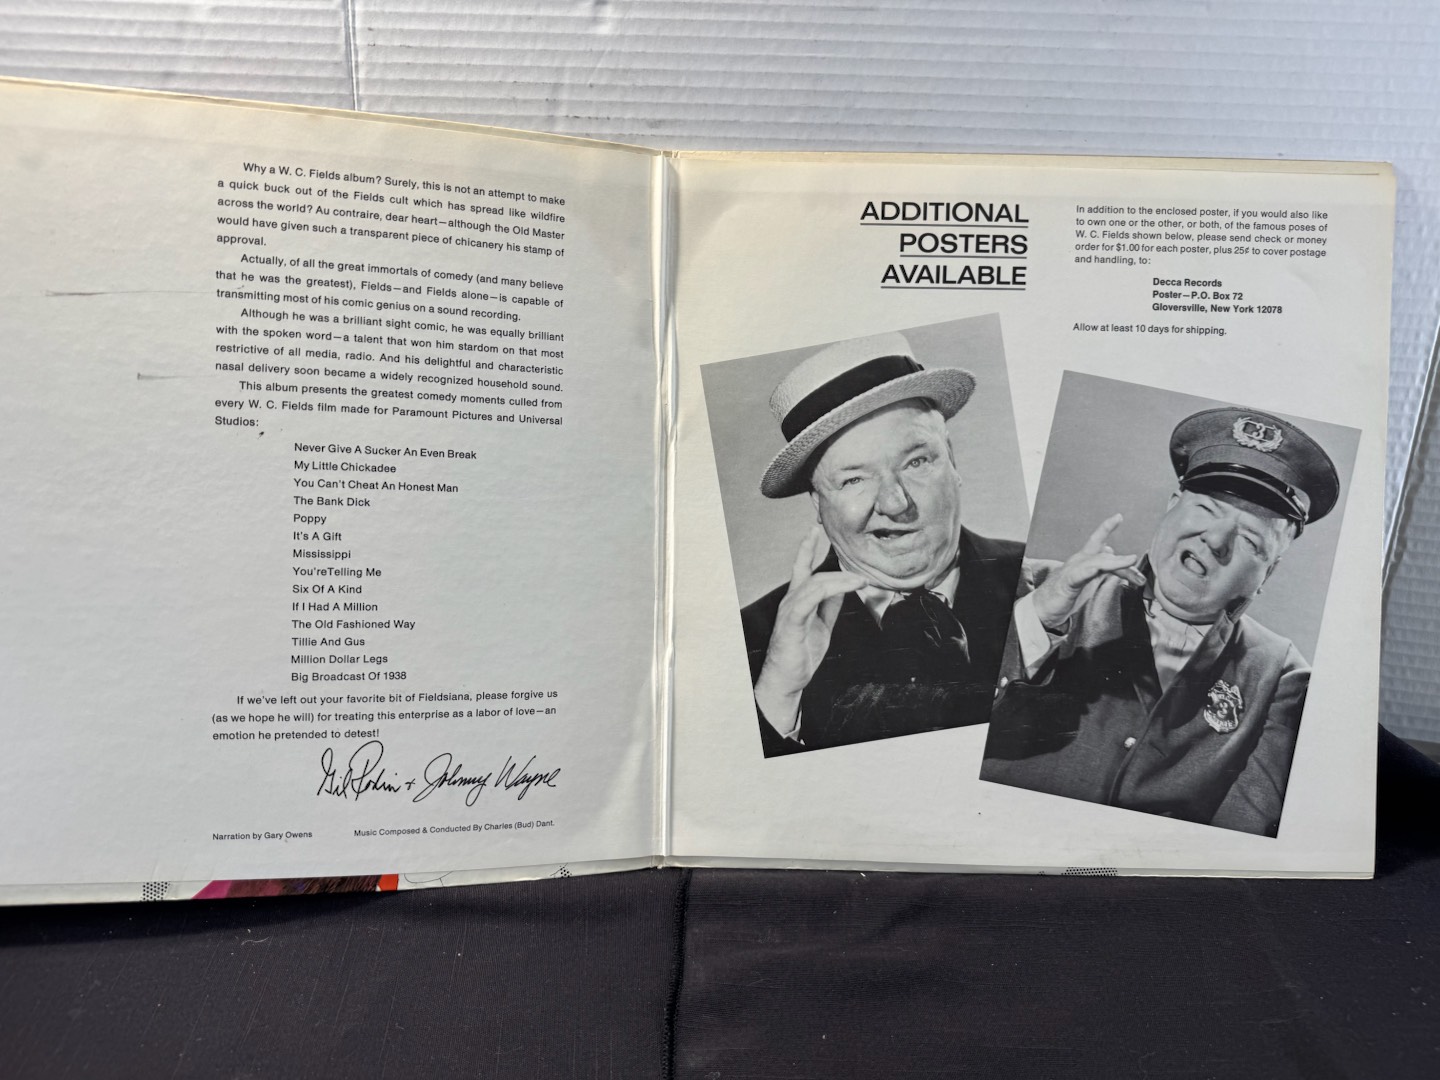 Why a W. C. Fields album? Surely, this is not an attempt to make
a quick buck out of the Fields cult which has spread like wildfire
across the world? Au contraire, dear heart—although the Old Master
would have given such a transparent piece of chicanery his stamp of
approval.
Actually, of all the great immortals of comedy (and many believe
that he was the greatest), Fields—and Fields alone—is capable of
transmitting most of his comic genius on a sound recording.
Although he was a brilliant sight comic, he was equally brilliant
with the spoken word—a talent that won him stardom on that most
restrictive of all media, radio. And his delightful and characteristic
nasal delivery soon became a widely recognized household sound.
This album presents the greatest comedy moments culled from
every W. C. Fields film made for Paramount Pictures and Universal
Studios:
Never Give A Sucker An Even Break
My Little Chickadee
You Can't Cheat An Honest Man
The Bank Dick
Poppy
It's A Gift
Mississippi
You're Telling Me
Six Of A Kind
If I Had A Million
The Old Fashioned Way
Tillie And Gus
Million Dollar Legs
Big Broadcast Of 1938
If we've left out your favorite bit of Fieldsiana, please forgive us
(as we hope he will) for treating this enterprise as a labor of love—an
emotion he pretended to detest!
Gil Rodin + Johnny Wayne
Narration by Gary Owens
Music Composed & Conducted By Charles (Bud) Dant.
ADDITIONAL
POSTERS
AVAILABLE
In addition to the enclosed poster, if you would also like
to own one or the other, or both, of the famous poses of
W. C. Fields shown below, please send check or money
order for $1.00 for each poster, plus 25¢ to cover postage
and handling, to:
Decca Records
Poster—P.O. Box 72
Gloversville, New York 12078
Allow at least 10 days for shipping.
3
3